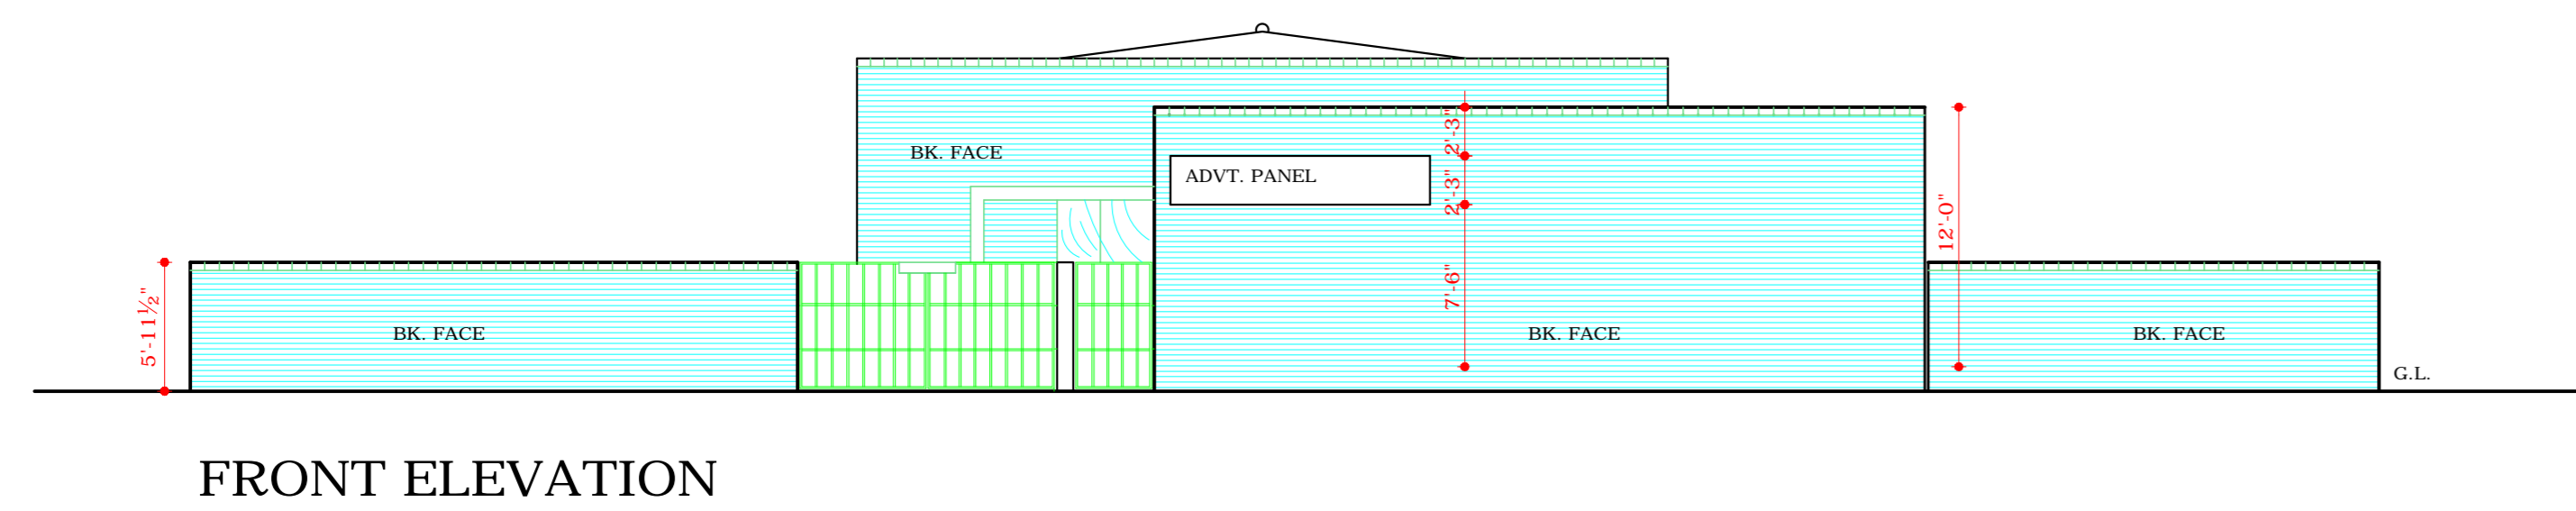 BK. FACE
ADVT. PANEL
2'-3"
2'-3"
12'-0"
5'-11½"
7'-6"
BK. FACE
BK. FACE
BK. FACE
G.L.
FRONT ELEVATION